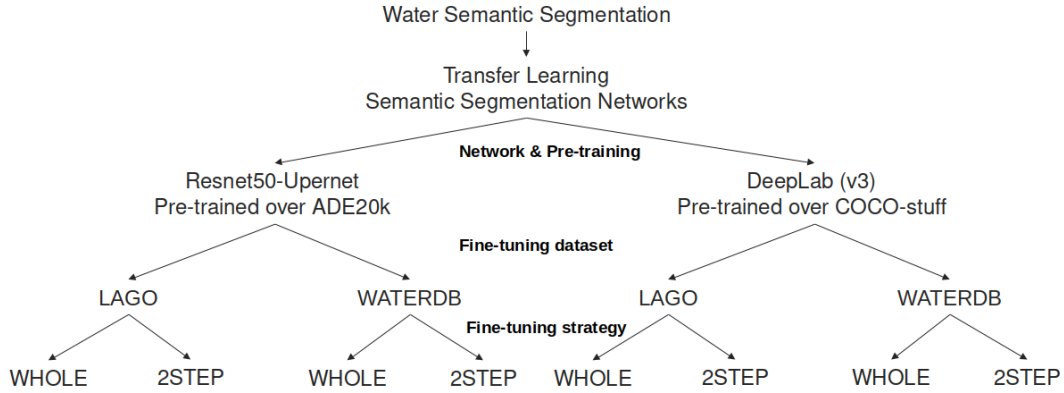 Water Semantic Segmentation
Transfer Learning
Semantic Segmentation Networks
Network & Pre-training
Resnet50-Upernet
Pre-trained over ADE20k
DeepLab (v3)
Pre-trained over COCO-stuff
Fine-tuning dataset
LAGO
WATERDB
LAGO
WATERDB
Fine-tuning strategy
WHOLE
2STEP
WHOLE
2STEP
WHOLE
2STEP
WHOLE
2STEP